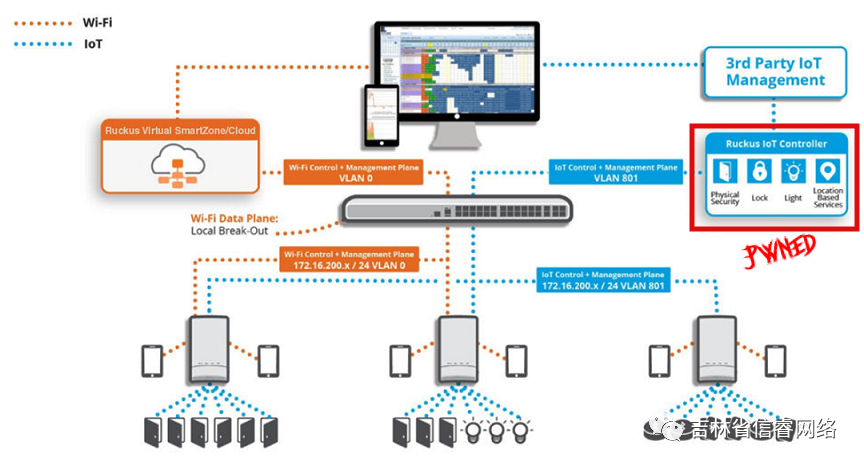 Wi-Fi
IoT
3rd Party IoT
Management
Ruckus Virtual SmartZone/Cloud
Ruckus IoT Controller
Physical
Security
Lock
Light
Location
Based
Services
PWNED
Wi-Fi Control + Management Plane
VLAN 0
IoT Control + Management Plane
VLAN 801
Wi-Fi Data Plane:
Local Break-Out
Wi-Fi Control + Management Plane
172.16.200.x / 24 VLAN 0
IoT Control + Management Plane
172.16.200.x / 24 VLAN 801
吉林省信睿网络